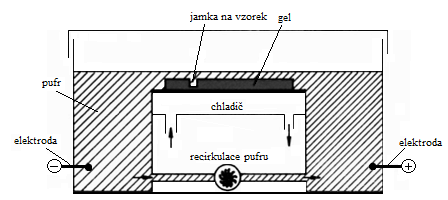 jamka na vzorek gel
pufr
chladič
elektroda
elektroda
recirkulace pufru
− +